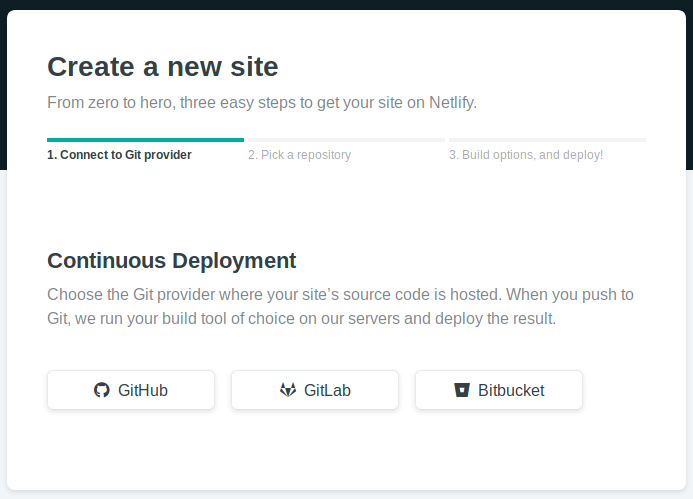 Create a new site
From zero to hero, three easy steps to get your site on Netlify.
1. Connect to Git provider
2. Pick a repository
3. Build options, and deploy!
Continuous Deployment
Choose the Git provider where your site’s source code is hosted. When you push to
Git, we run your build tool of choice on our servers and deploy the result.
GitHub
GitLab
Bitbucket